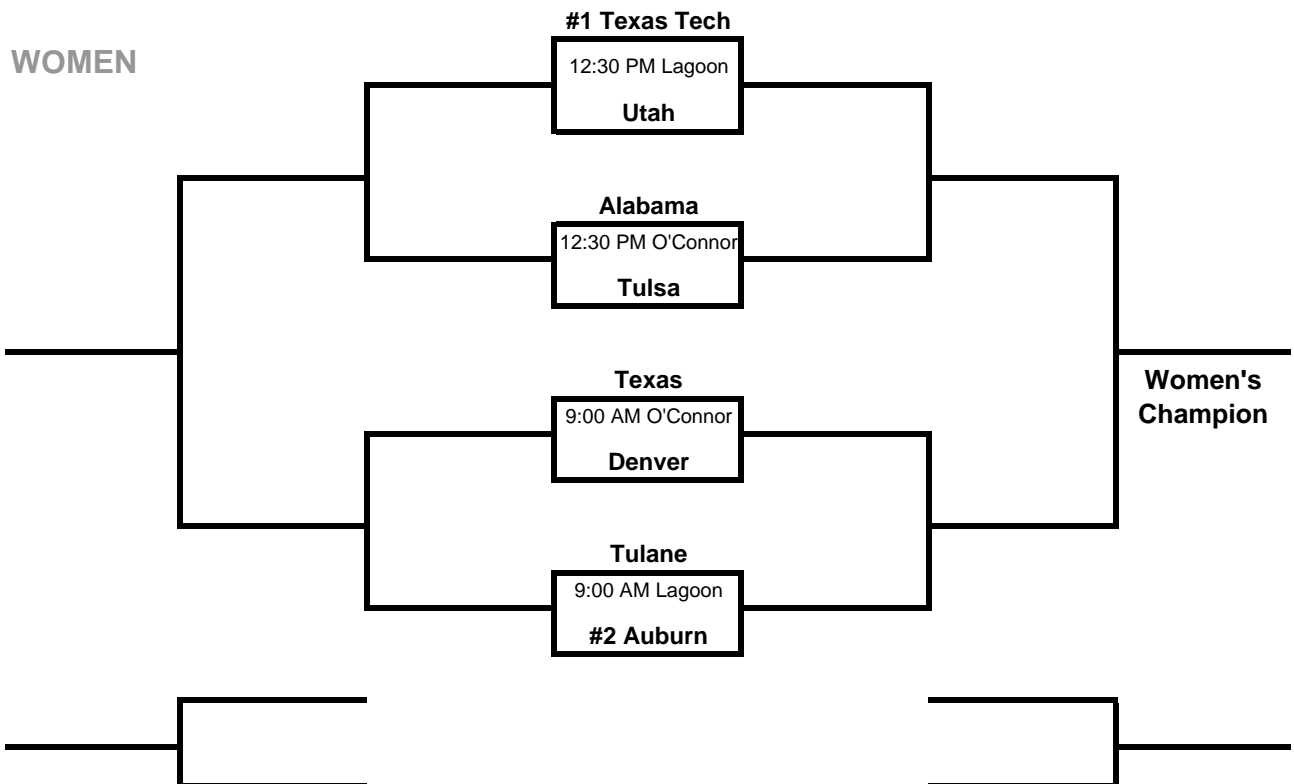 #1 Texas Tech
WOMEN
12:30 PM Lagoon
Utah
Alabama
12:30 PM O'Connor
Tulsa
Texas
9:00 AM O'Connor
Denver
Women's
Champion
Tulane
9:00 AM Lagoon
#2 Auburn